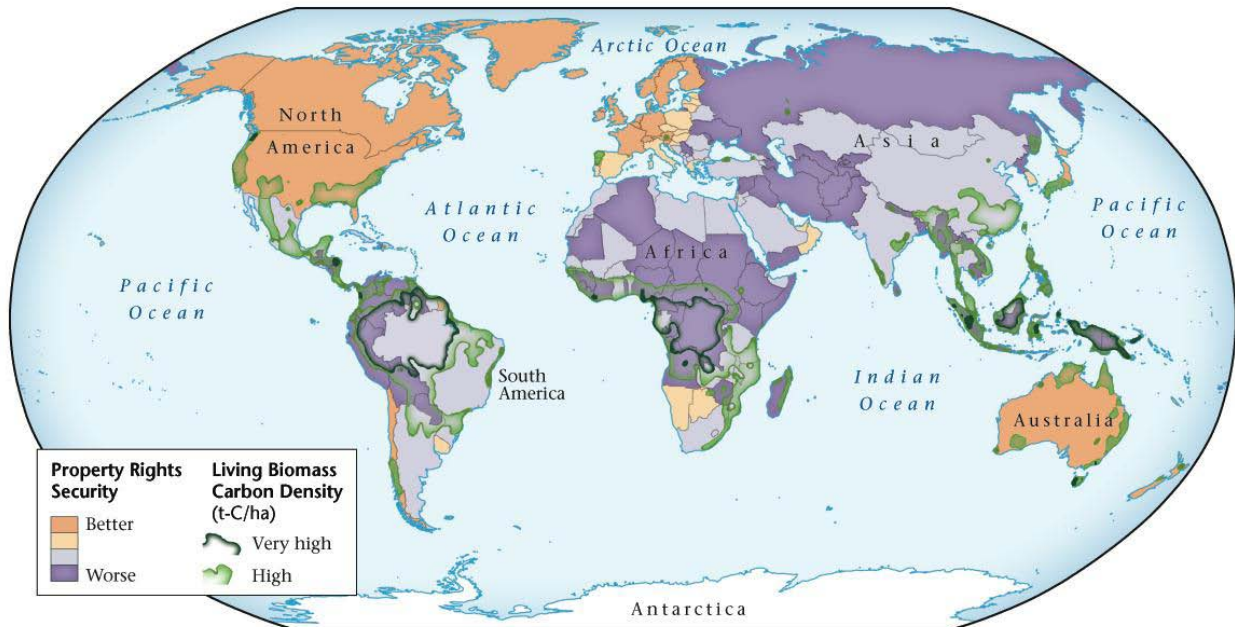 Arctic Ocean
North
America
Asia
Atlantic
Ocean
Pacific
Ocean
Africa
Pacific
Ocean
South
America
Indian
Ocean
Australia
Property Rights
Security
Better
Worse
Living Biomass
Carbon Density
(t-C/ha)
Very high
High
Antarctica